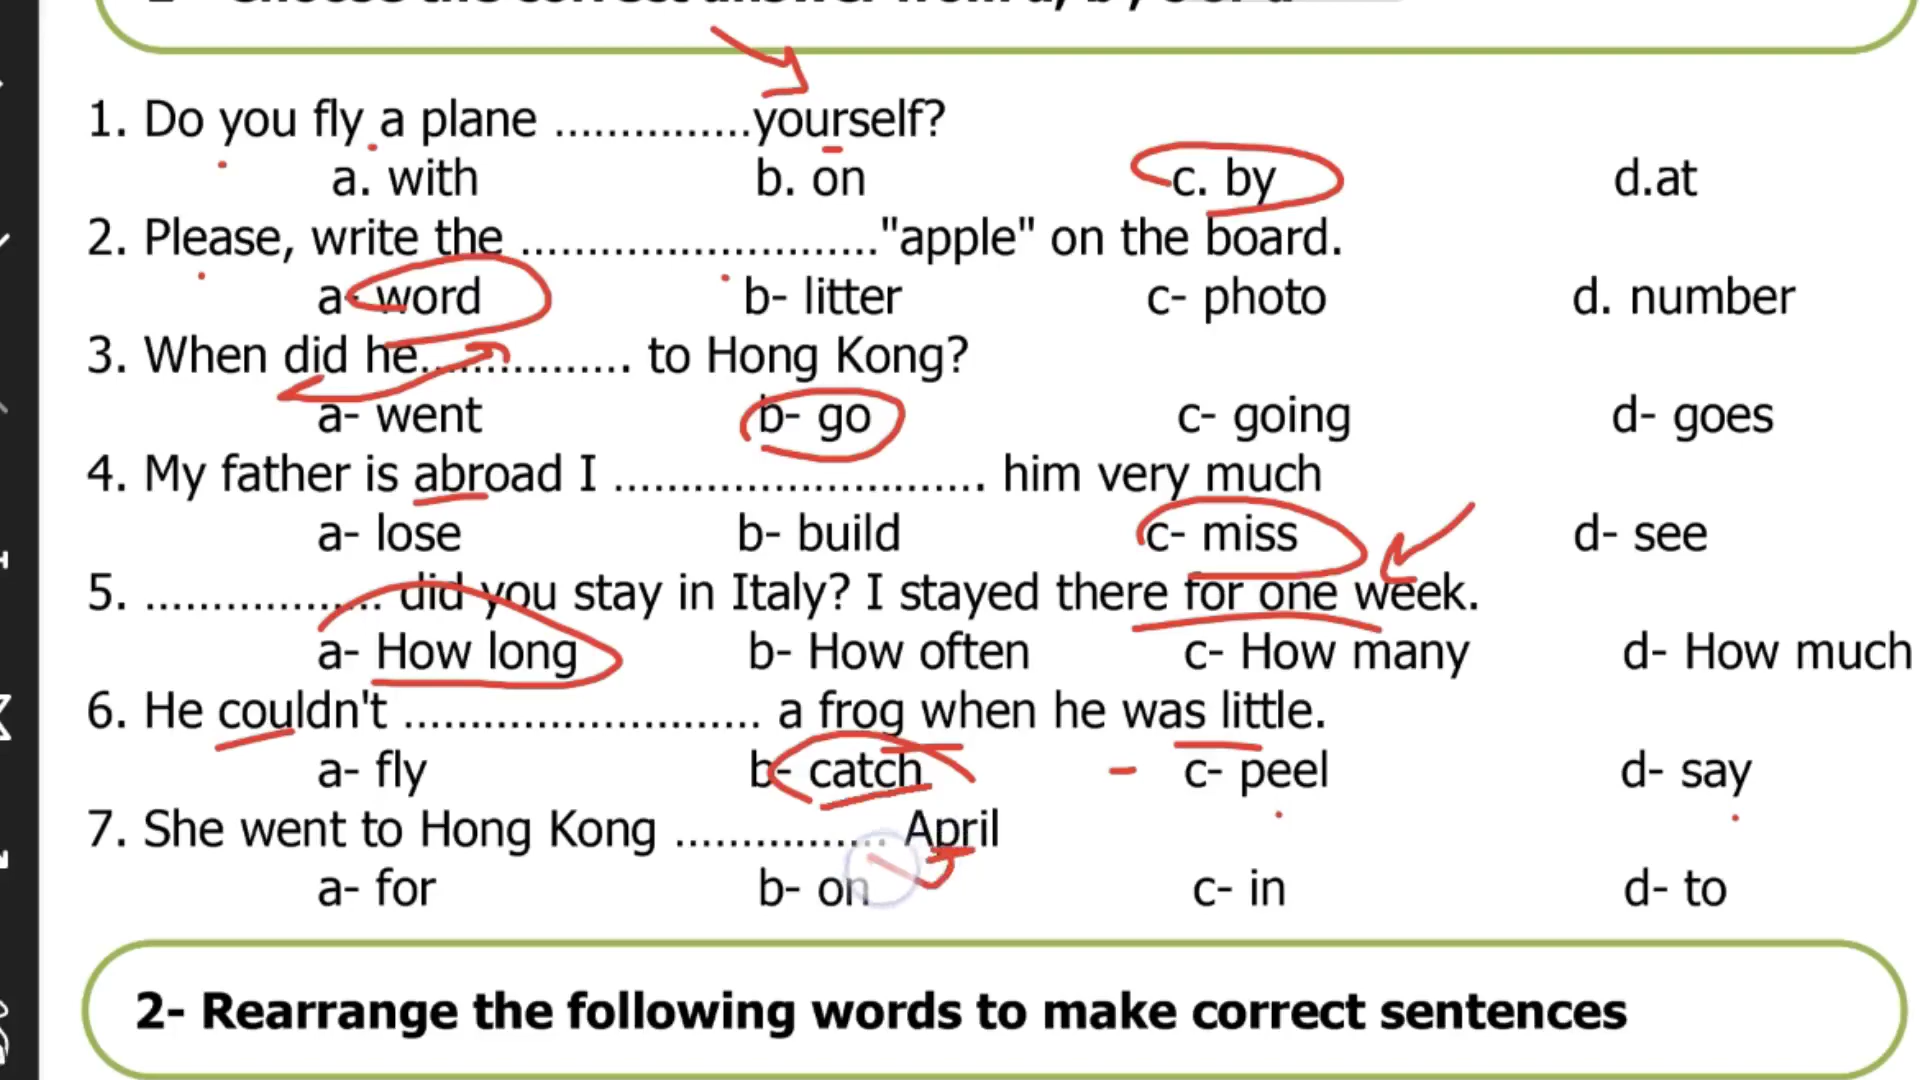 1. Do you fly a plane ...............yourself?
a. with b. on c. by d.at
2. Please, write the ..........................."apple" on the board.
a- word b- litter c- photo d. number
3. When did he................ to Hong Kong?
a- went b- go c- going d- goes
4. My father is abroad I ............................ him very much
a- lose b- build c- miss d- see
5. .................. did you stay in Italy? I stayed there for one week.
a- How long b- How often c- How many d- How much
6. He couldn't ........................... a frog when he was little.
a- fly b- catch c- peel d- say
7. She went to Hong Kong ................ April
a- for b- on c- in d- to
2- Rearrange the following words to make correct sentences